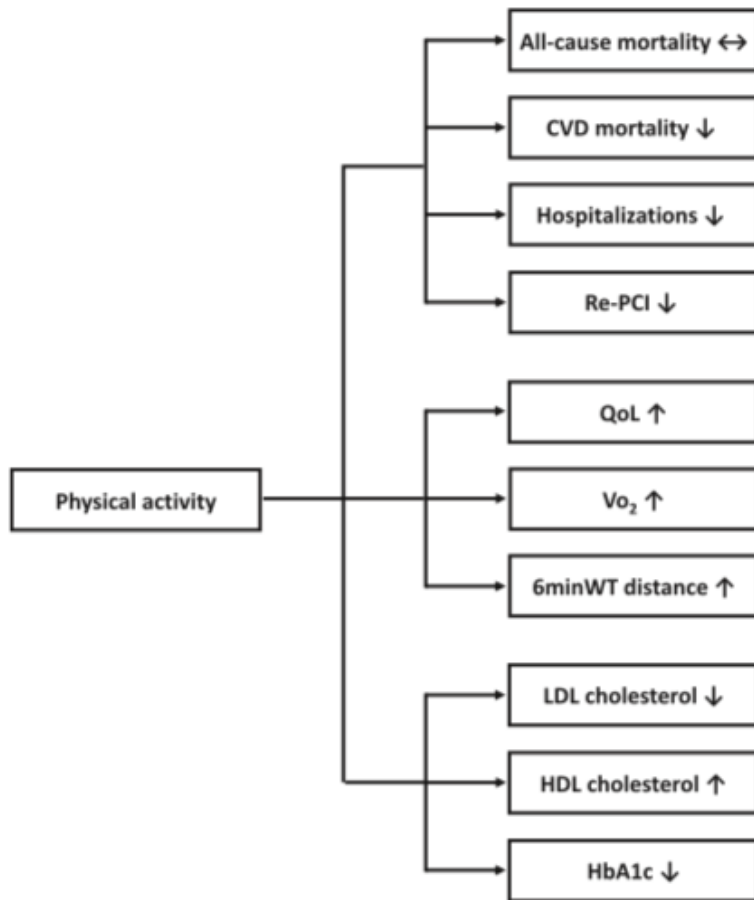 All-cause mortality ↔
CVD mortality ↓
Hospitalizations ↓
Re-PCI ↓
QoL ↑
Physical activity
Vo₂ ↑
6minWT distance ↑
LDL cholesterol ↓
HDL cholesterol ↑
HbA1c ↓